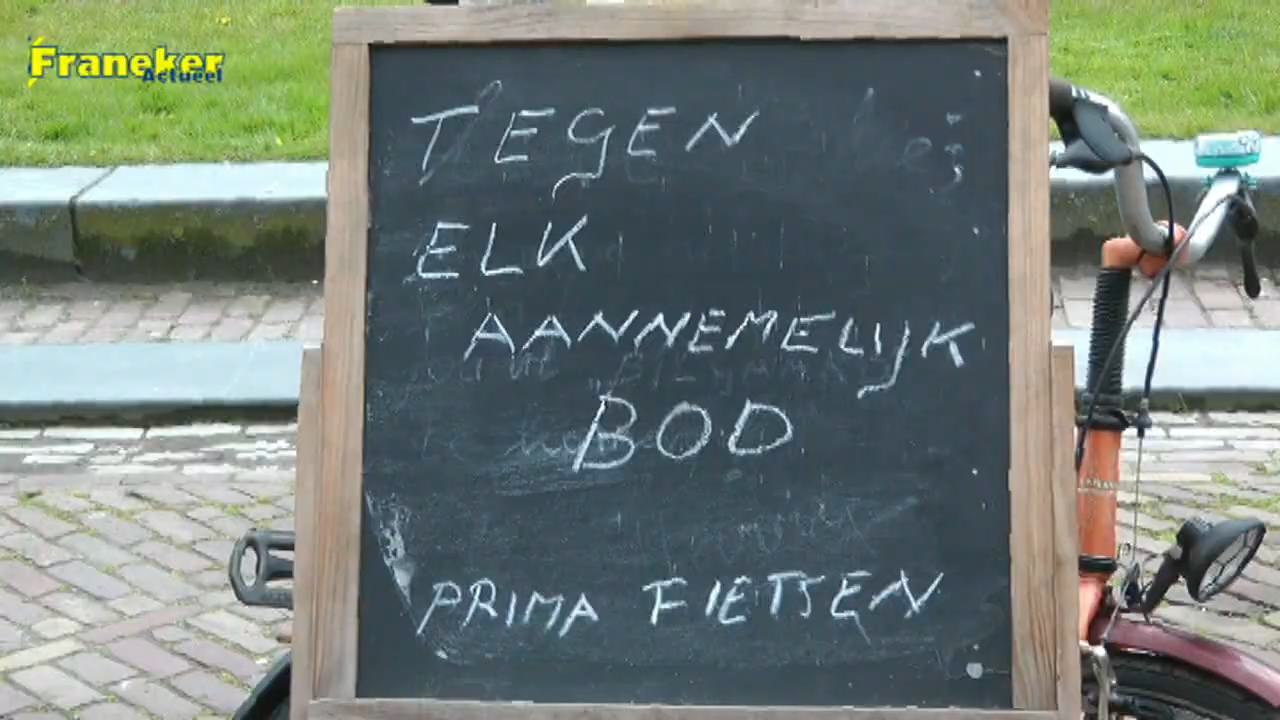 Franeker
Actueel
TEGEN
ELK
AANNEMELIJK
BOD
PRIMA FIETSEN